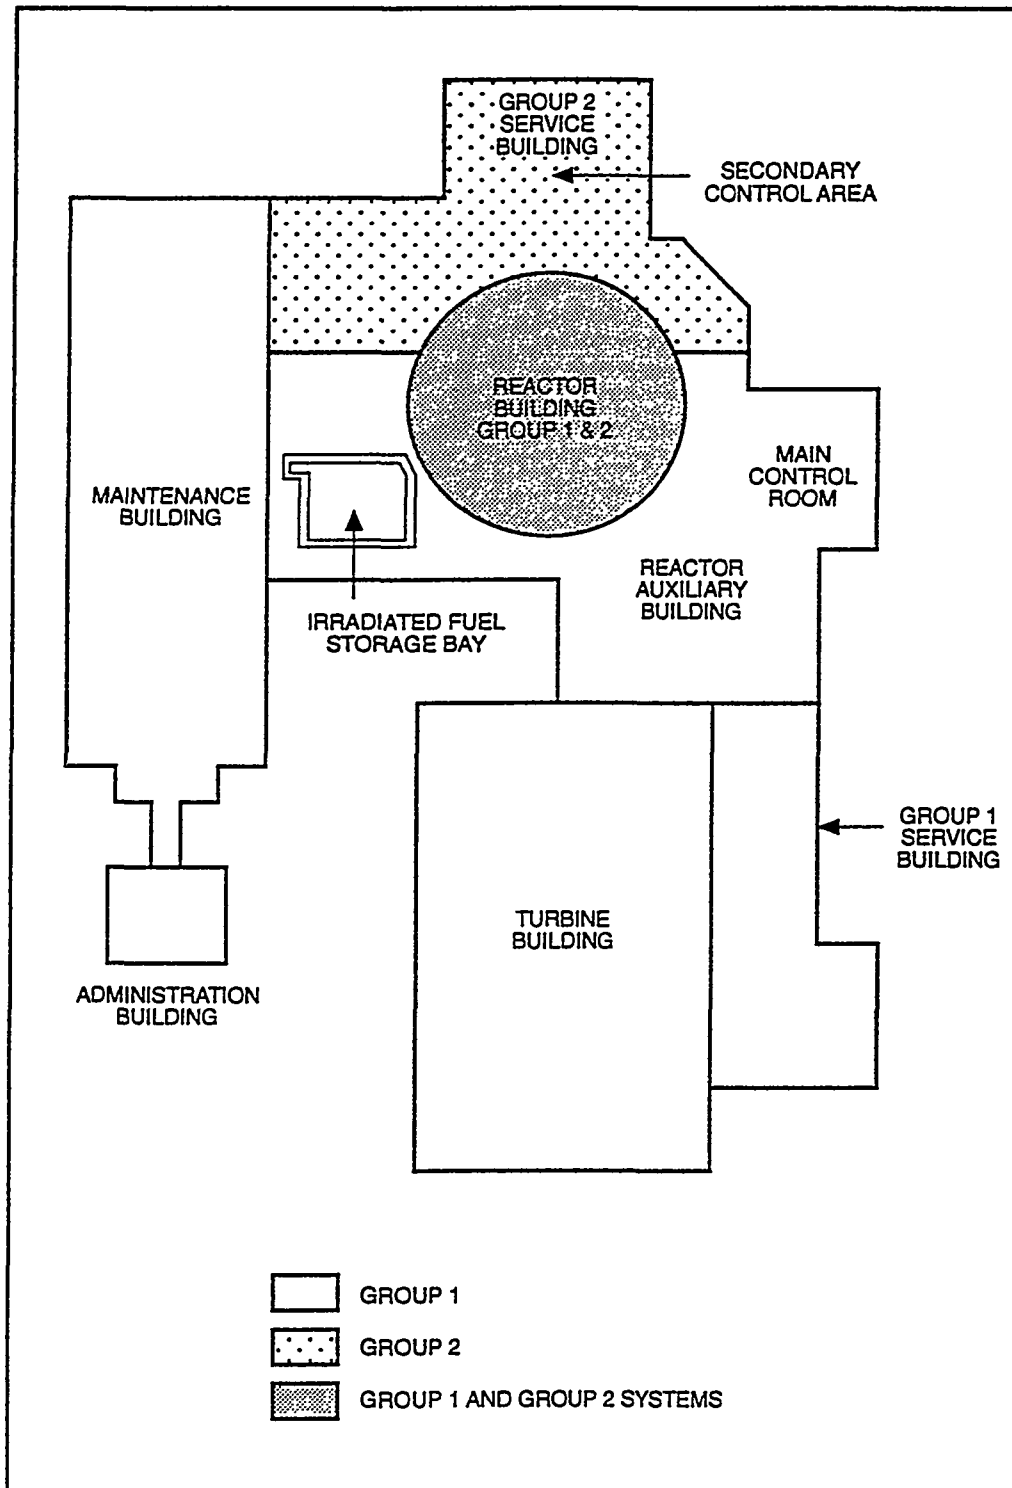 GROUP 2
SERVICE
BUILDING
SECONDARY
CONTROL AREA
REACTOR
BUILDING
GROUP 1 & 2
MAIN
CONTROL
ROOM
MAINTENANCE
BUILDING
REACTOR
AUXILIARY
BUILDING
IRRADIATED FUEL
STORAGE BAY
GROUP 1
SERVICE
BUILDING
TURBINE
BUILDING
ADMINISTRATION
BUILDING
GROUP 1
GROUP 2
GROUP 1 AND GROUP 2 SYSTEMS